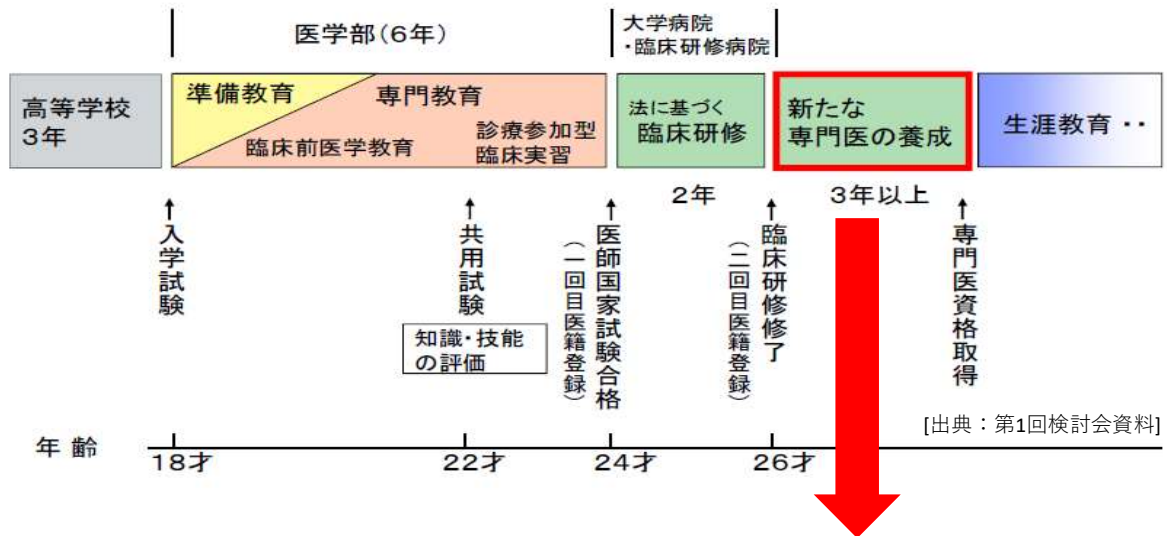 医学部(6年)
大学病院
・臨床研修病院
高等学校
3年
準備教育
専門教育
臨床前医学教育
診療参加型
臨床実習
法に基づく
臨床研修
新たな
専門医の養成
生涯教育・・
2年
3年以上
入学試験
共用試験
知識・技能
の評価
医師国家試験合格
(一回目医籍登録)
臨床研修修了
(二回目医籍登録)
専門医資格取得
[出典：第1回検討会資料]
年 齢
18才
22才
24才
26才